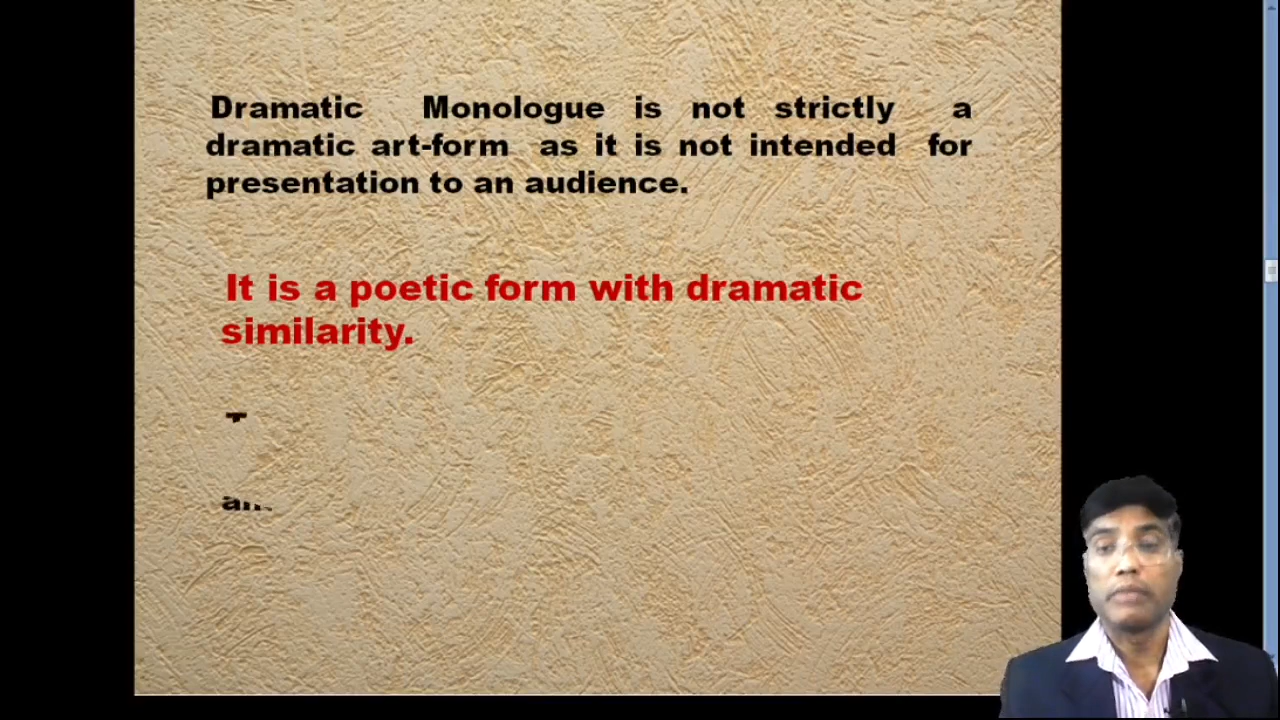 Dramatic Monologue is not strictly a
dramatic art-form as it is not intended for
presentation to an audience.
It is a poetic form with dramatic
similarity.